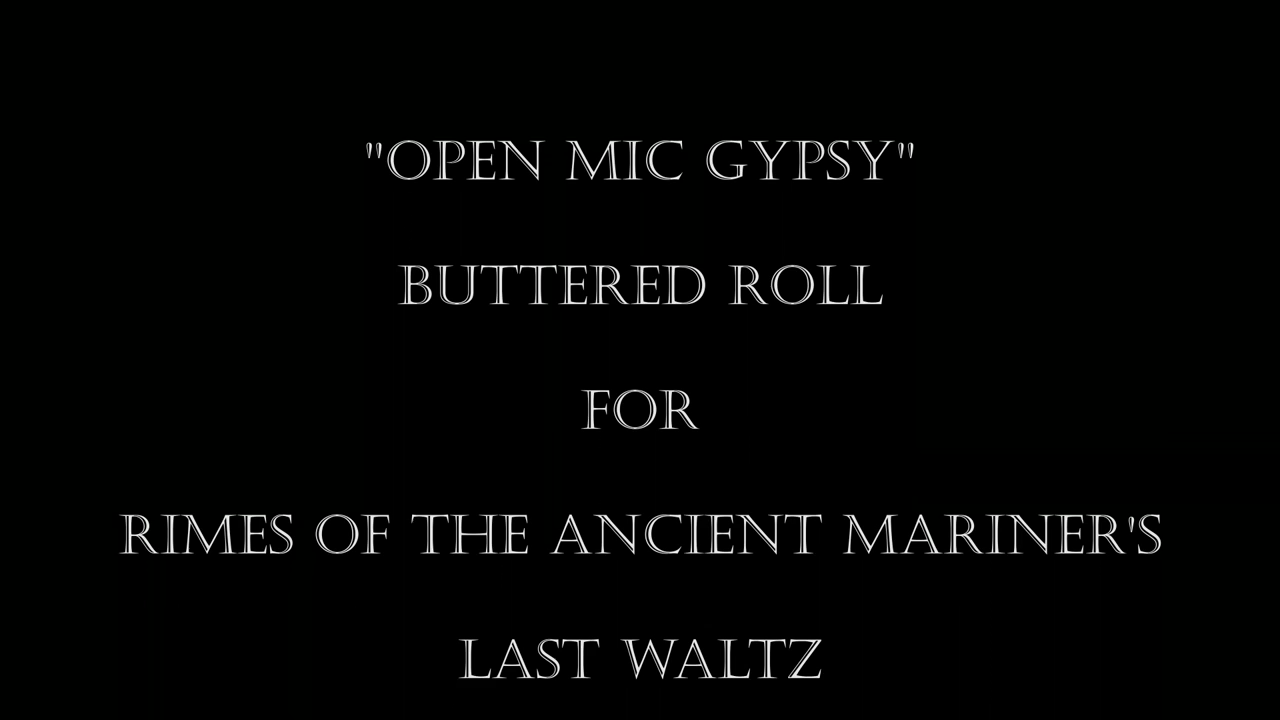 "OPEN MIC GYPSY"
BUTTERED ROLL
FOR
RIMES OF THE ANCIENT MARINER'S
LAST WALTZ